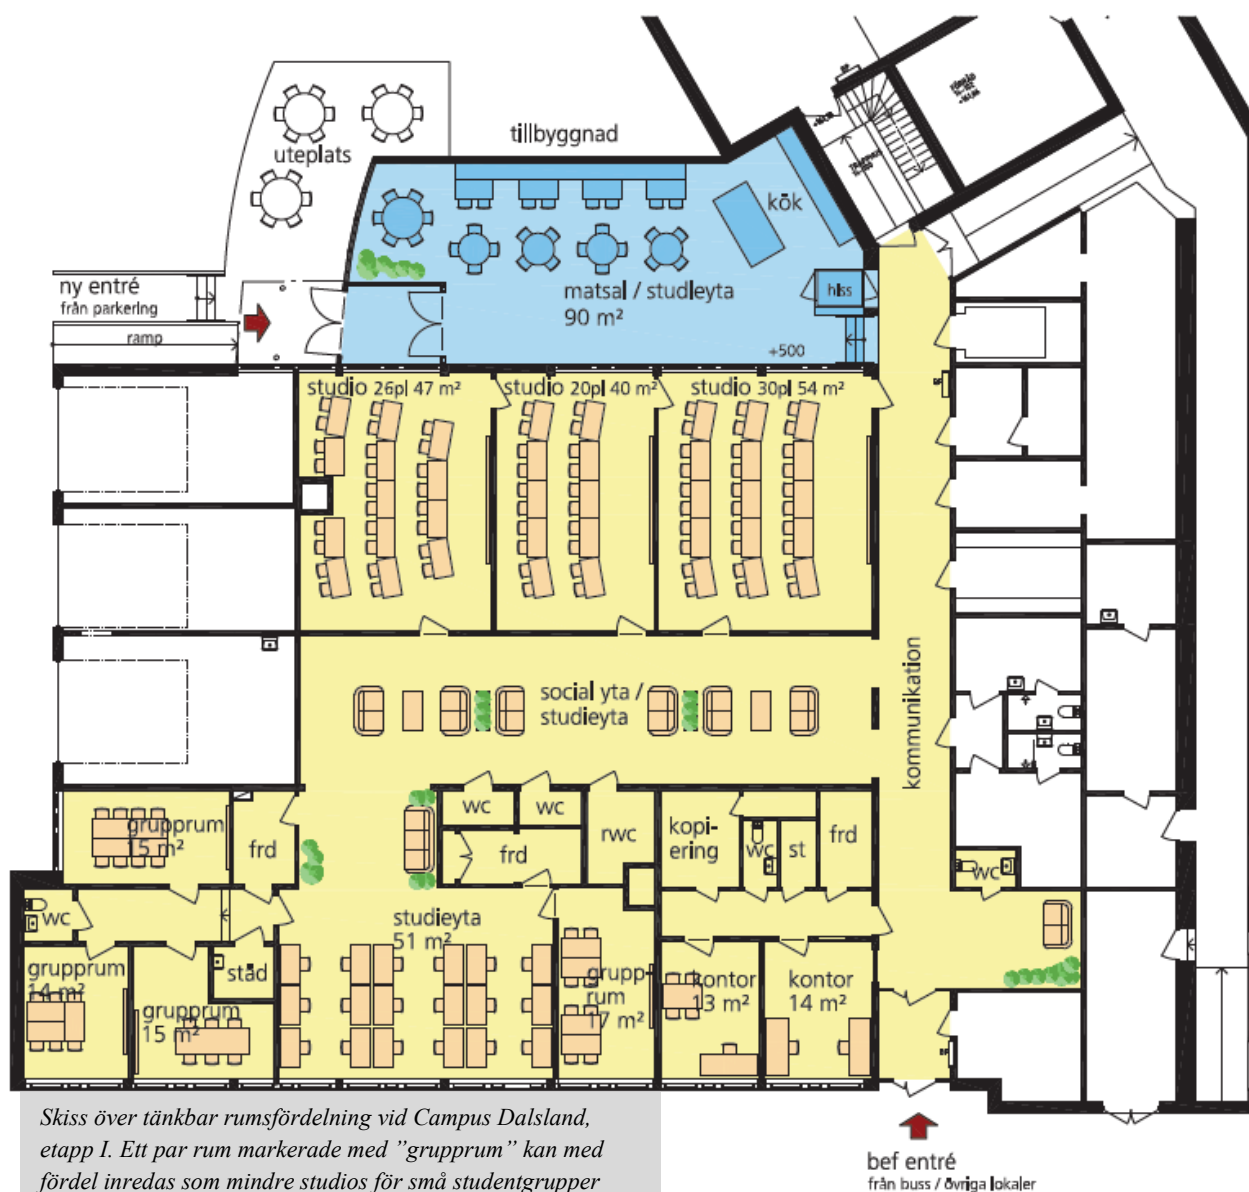 tillbyggnad
uteplats
kök
ny entré
från parkering
ramp
matsal / studieyta
90 m²
hiss
+500
studio 26pl 47 m²
studio 20pl 40 m²
studio 30pl 54 m²
social yta /
studieyta
kommunikation
grupprum
15 m²
frd
wc
wc
rwc
frd
kopi-
ering
wc
st
frd
wc
wc
studieyta
51 m²
städ
grupprum
14 m²
grupprum
15 m²
grupp-
rum
17 m²
kontor
13 m²
kontor
14 m²
Skiss över tänkbar rumsfördelning vid Campus Dalsland,
etapp I. Ett par rum markerade med ”grupprum” kan med
fördel inredas som mindre studios för små studentgrupper
bef entré
från buss / övriga lokaler